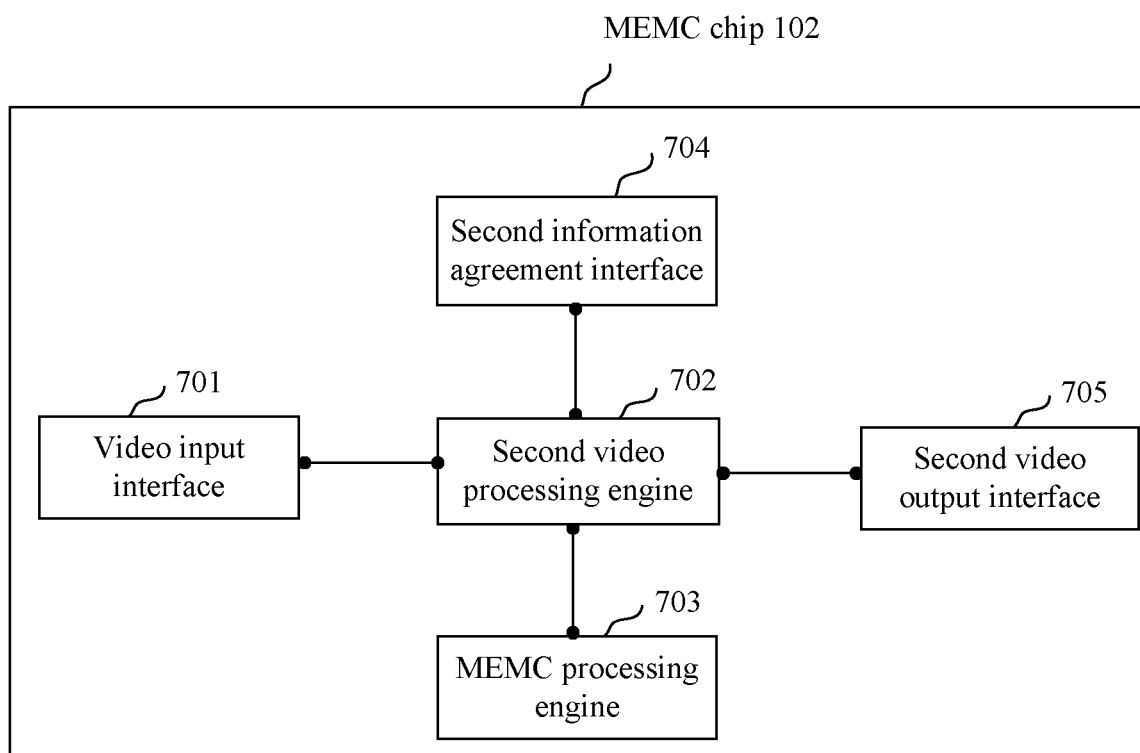 MEMC chip 102
704
Second information
agreement interface
701
Video input
interface
702
Second video
processing engine
705
Second video
output interface
703
MEMC processing
engine